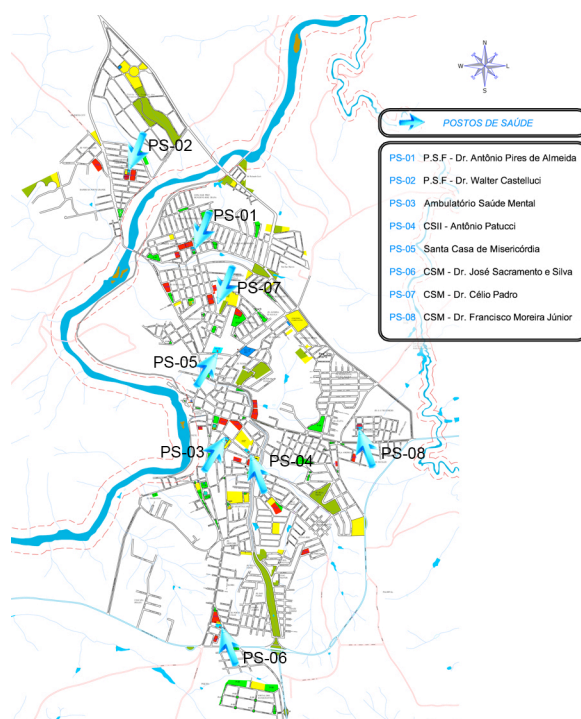 N
W
L
S
POSTOS DE SAÚDE
PS-01 P.S.F - Dr. Antônio Pires de Almeida
PS-02 P.S.F - Dr. Walter Castelluci
PS-03 Ambulatório Saúde Mental
PS-04 CSII - Antônio Patucci
PS-05 Santa Casa de Misericórdia
PS-06 CSM - Dr. José Sacramento e Silva
PS-07 CSM - Dr. Célio Padro
PS-08 CSM - Dr. Francisco Moreira Júnior
PS-02
PS-01
PS-07
PS-05
PS-03
PS-04
PS-08
PS-06